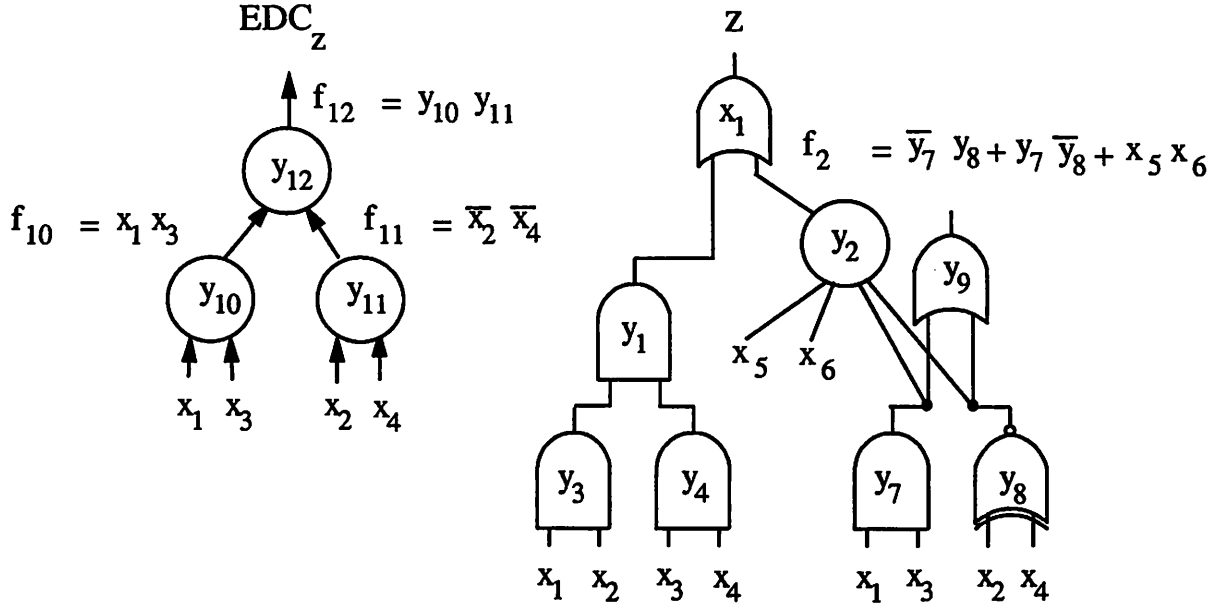 EDC_z
f_12 = y_10 y_11
y_12
f_10 = x_1 x_3
f_11 = x̅_2 x̅_4
y_10
y_11
x_1 x_3 x_2 x_4
z
x_1
f_2 = y̅_7 y_8 + y_7 y̅_8 + x_5 x_6
y_2
y_9
y_1
x_5 x_6
y_3 y_4 y_7 y_8
x_1 x_2 x_3 x_4 x_1 x_3 x_2 x_4